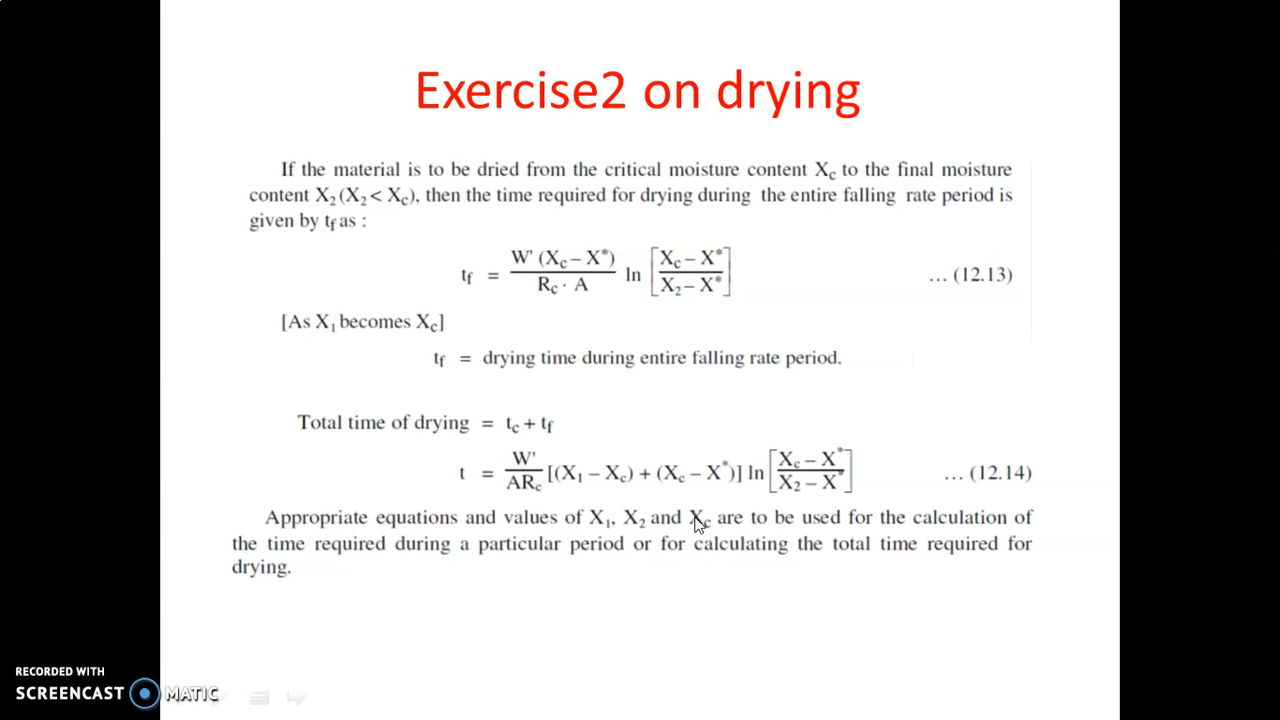 Exercise2 on drying
If the material is to be dried from the critical moisture content Xc to the final moisture
content X2 (X2 < Xc), then the time required for drying during the entire falling rate period is
given by tf as :
tf = W' (Xc – X*) / Rc · A ln [Xc – X* / X2 – X*] ... (12.13)
[As X1 becomes Xc]
tf = drying time during entire falling rate period.
Total time of drying = tc + tf
t = W' / ARc [(X1 – Xc) + (Xc – X*)] ln [Xc – X* / X2 – X*] ... (12.14)
Appropriate equations and values of X1, X2 and Xc are to be used for the calculation of
the time required during a particular period or for calculating the total time required for
drying.
RECORDED WITH
SCREENCAST MATIC